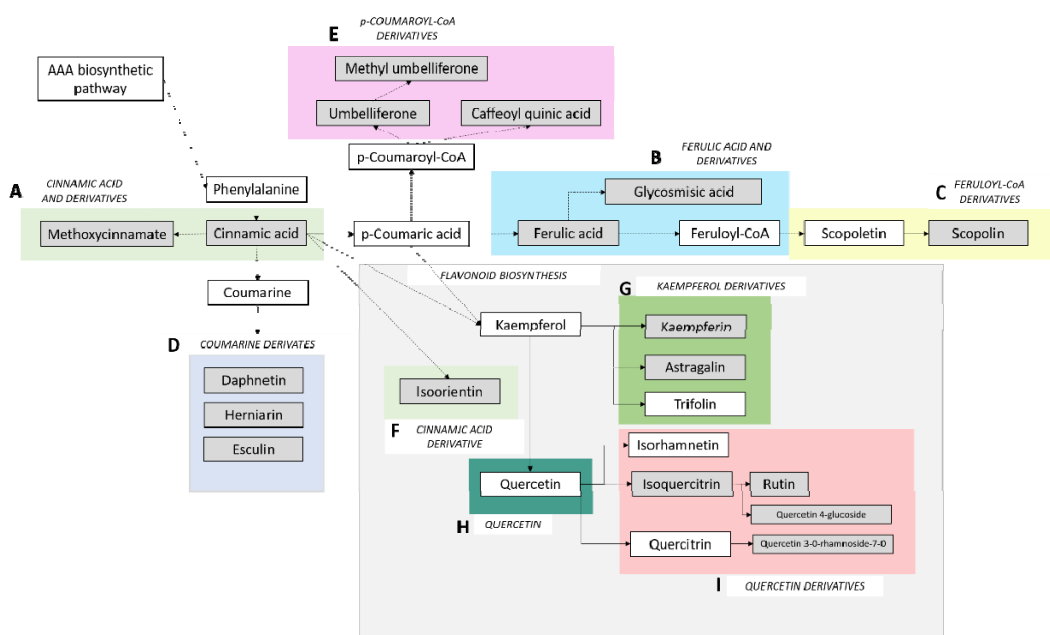 p-COUMAROYL-CoA
DERIVATIVES
E
AAA biosynthetic
pathway
Methyl umbelliferone
Umbelliferone
Caffeoyl quinic acid
p-Coumaroyl-CoA
A
CINNAMIC ACID
AND DERIVATIVES
Phenylalanine
B
FERULIC ACID AND
DERIVATIVES
Glycosmisic acid
C
FERULOYL-CoA
DERIVATIVES
Methoxycinnamate
Cinnamic acid
p-Coumaric acid
Ferulic acid
Feruloyl-CoA
Scopoletin
Scopolin
FLAVONOID BIOSYNTHESIS
Coumarine
G
KAEMPFEROL DERIVATIVES
Kaempferol
Kaempferin
Astragalin
Trifolin
D
COUMARINE DERIVATES
Daphnetin
Herniarin
Esculin
Isoorientin
F
CINNAMIC ACID
DERIVATIVE
Isorhamnetin
Quercetin
Isoquercitrin
Rutin
Quercetin 4-glucoside
H
QUERCETIN
Quercitrin
Quercetin 3-0-rhamnoside-7-0
I
QUERCETIN DERIVATIVES